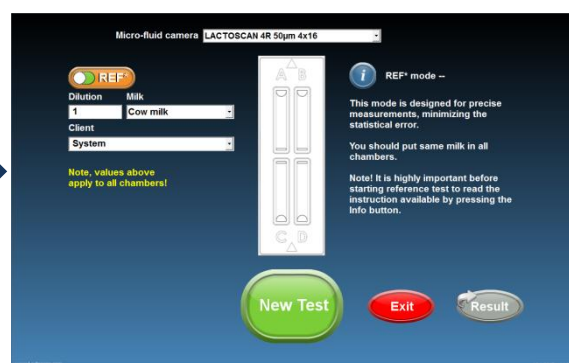 Micro-fluid camera LACTOSCAN 4R 50µm 4x16
REF*
Dilution Milk
1 Cow milk
Client
System
Note, values above
apply to all chambers!
A B
C D
i REF* mode --
This mode is designed for precise
measurements, minimizing the
statistical error.
You should put same milk in all
chambers.
Note! It is highly important before
starting reference test to read the
instruction available by pressing the
Info button.
New Test
Exit
Result